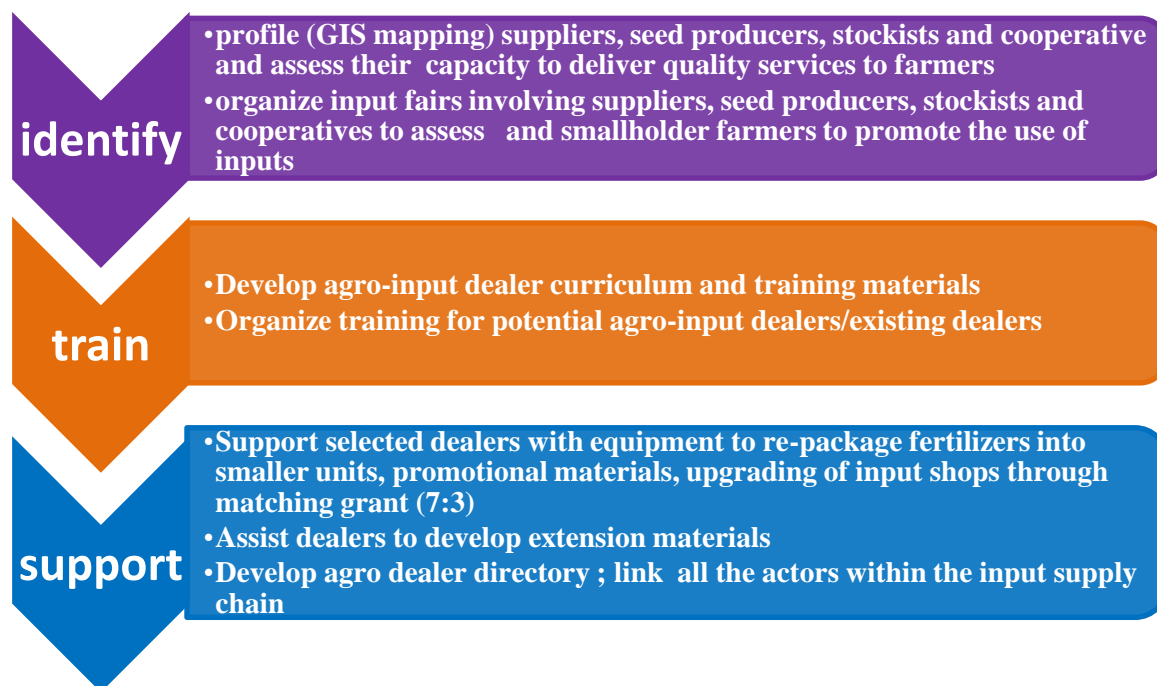 identify
•profile (GIS mapping) suppliers, seed producers, stockists and cooperative
and assess their capacity to deliver quality services to farmers
•organize input fairs involving suppliers, seed producers, stockists and
cooperatives to assess and smallholder farmers to promote the use of
inputs
train
•Develop agro-input dealer curriculum and training materials
•Organize training for potential agro-input dealers/existing dealers
support
•Support selected dealers with equipment to re-package fertilizers into
smaller units, promotional materials, upgrading of input shops through
matching grant (7:3)
•Assist dealers to develop extension materials
•Develop agro dealer directory ; link all the actors within the input supply
chain